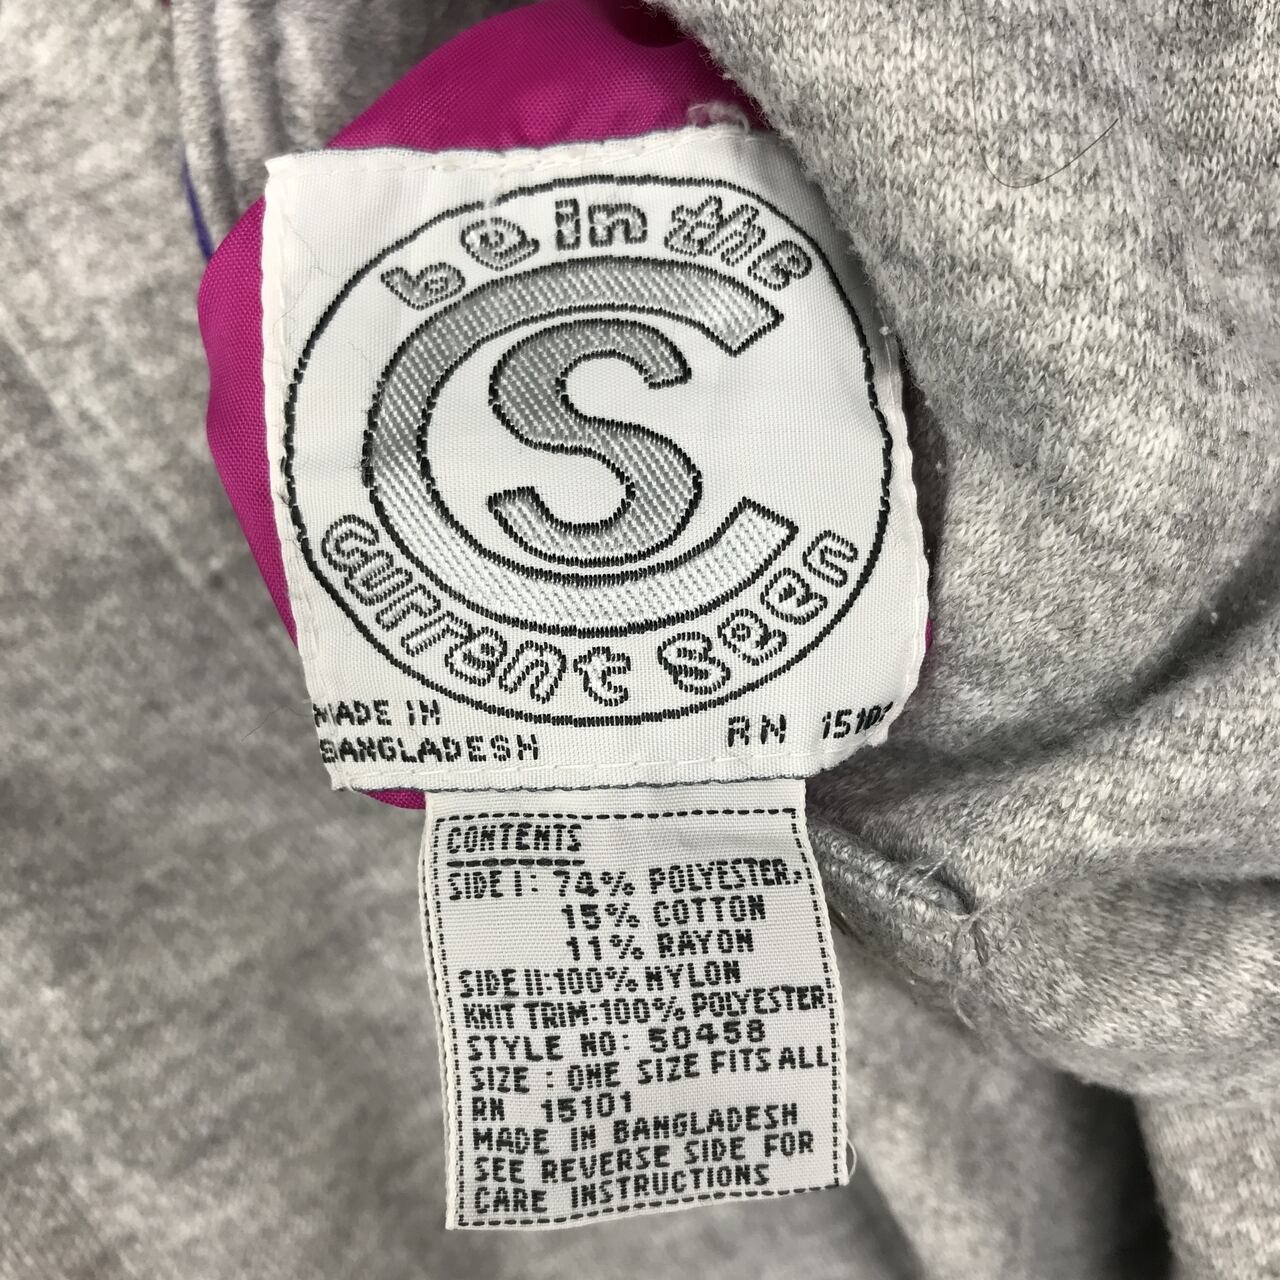 be in the
CS
current seen
MADE IN
BANGLADESH
RN 15101
CONTENTS
SIDE I: 74% POLYESTER,
15% COTTON
11% RAYON
SIDE II:100% NYLON
KNIT TRIM:100% POLYESTER
STYLE NO: 50458
SIZE : ONE SIZE FITS ALL
RN 15101
MADE IN BANGLADESH
SEE REVERSE SIDE FOR
CARE INSTRUCTIONS